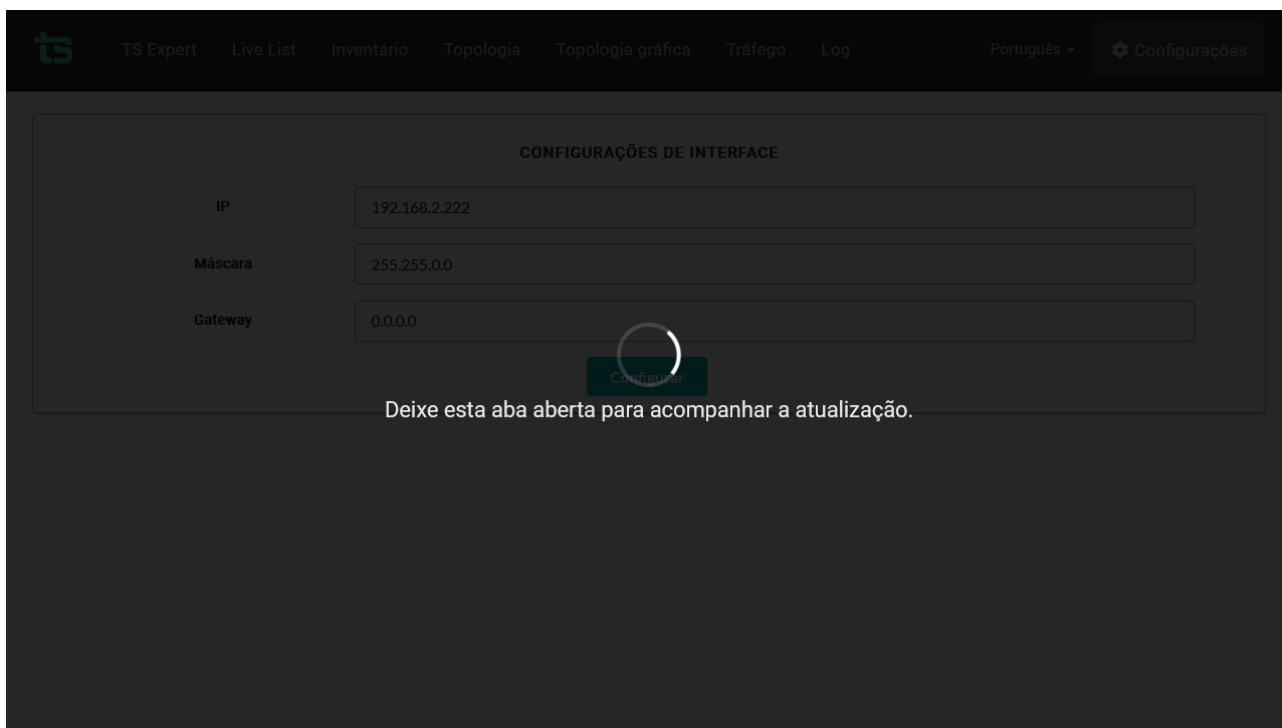 ts TS Expert Live List Inventário Topologia Topologia gráfica Tráfego Log Português Configurações
CONFIGURAÇÕES DE INTERFACE
IP 192.168.2.222
Máscara 255.255.0.0
Gateway 0.0.0.0
Configurar
Deixe esta aba aberta para acompanhar a atualização.